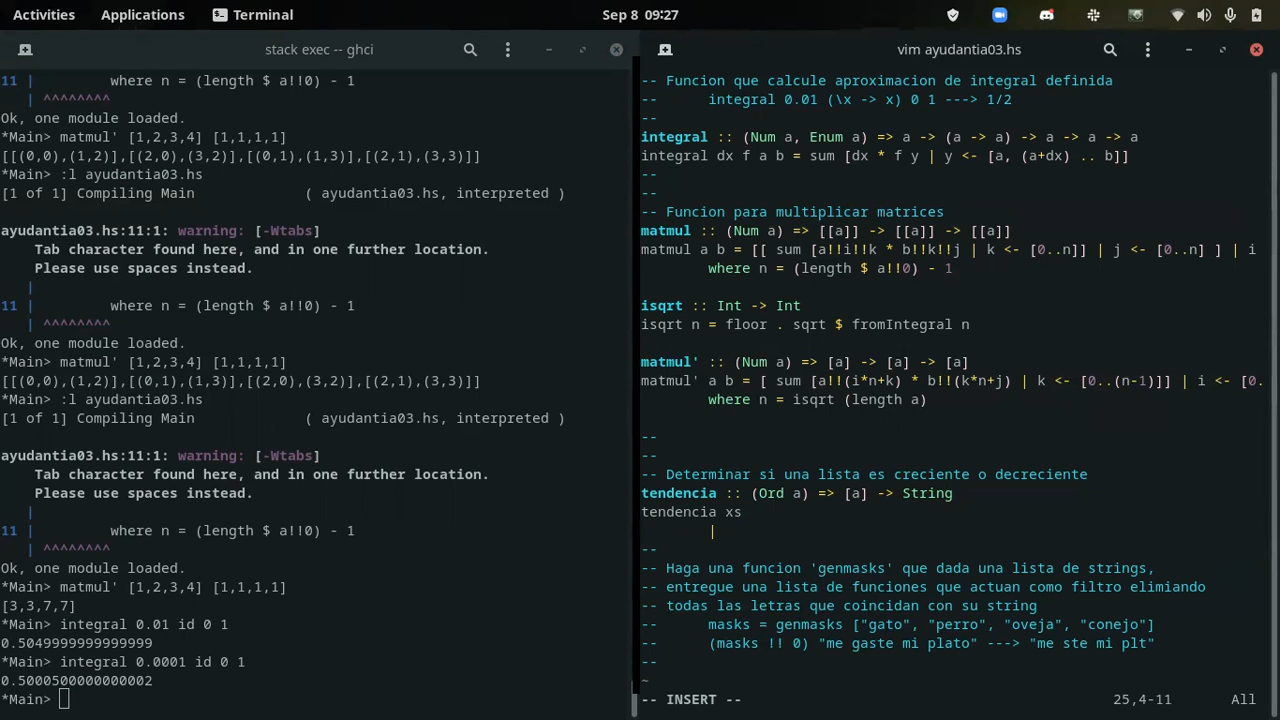 Activities Applications Terminal Sep 8 09:27
stack exec -- ghci
11 | where n = (length $ a!!0) - 1
| ^^^^^^^^
Ok, one module loaded.
*Main> matmul' [1,2,3,4] [1,1,1,1]
[[(0,0),(1,2)],[(2,0),(3,2)],[(0,1),(1,3)],[(2,1),(3,3)]]
*Main> :l ayudantia03.hs
[1 of 1] Compiling Main ( ayudantia03.hs, interpreted )
ayudantia03.hs:11:1: warning: [-Wtabs]
Tab character found here, and in one further location.
Please use spaces instead.
|
11 | where n = (length $ a!!0) - 1
| ^^^^^^^^
Ok, one module loaded.
*Main> matmul' [1,2,3,4] [1,1,1,1]
[[(0,0),(1,2)],[(0,1),(1,3)],[(2,0),(3,2)],[(2,1),(3,3)]]
*Main> :l ayudantia03.hs
[1 of 1] Compiling Main ( ayudantia03.hs, interpreted )
ayudantia03.hs:11:1: warning: [-Wtabs]
Tab character found here, and in one further location.
Please use spaces instead.
|
11 | where n = (length $ a!!0) - 1
| ^^^^^^^^
Ok, one module loaded.
*Main> matmul' [1,2,3,4] [1,1,1,1]
[3,3,7,7]
*Main> integral 0.01 id 0 1
0.5049999999999999
*Main> integral 0.0001 id 0 1
0.5000500000000002
*Main>
vim ayudantia03.hs
-- Funcion que calcule aproximacion de integral definida
-- integral 0.01 (\x -> x) 0 1 ---> 1/2
--
integral :: (Num a, Enum a) => a -> (a -> a) -> a -> a -> a
integral dx f a b = sum [dx * f y | y <- [a, (a+dx) .. b]]
--
--
-- Funcion para multiplicar matrices
matmul :: (Num a) => [[a]] -> [[a]] -> [[a]]
matmul a b = [[ sum [a!!i!!k * b!!k!!j | k <- [0..n]] | j <- [0..n] ] | i
where n = (length $ a!!0) - 1
isqrt :: Int -> Int
isqrt n = floor . sqrt $ fromIntegral n
matmul' :: (Num a) => [a] -> [a] -> [a]
matmul' a b = [ sum [a!!(i*n+k) * b!!(k*n+j) | k <- [0..(n-1)]] | i <- [0.
where n = isqrt (length a)
--
--
-- Determinar si una lista es creciente o decreciente
tendencia :: (Ord a) => [a] -> String
tendencia xs
|
--
-- Haga una funcion 'genmasks' que dada una lista de strings,
-- entregue una lista de funciones que actuan como filtro elimiando
-- todas las letras que coincidan con su string
-- masks = genmasks ["gato", "perro", "oveja", "conejo"]
-- (masks !! 0) "me gaste mi plato" ---> "me ste mi plt"
--
~
-- INSERT -- 25,4-11 All